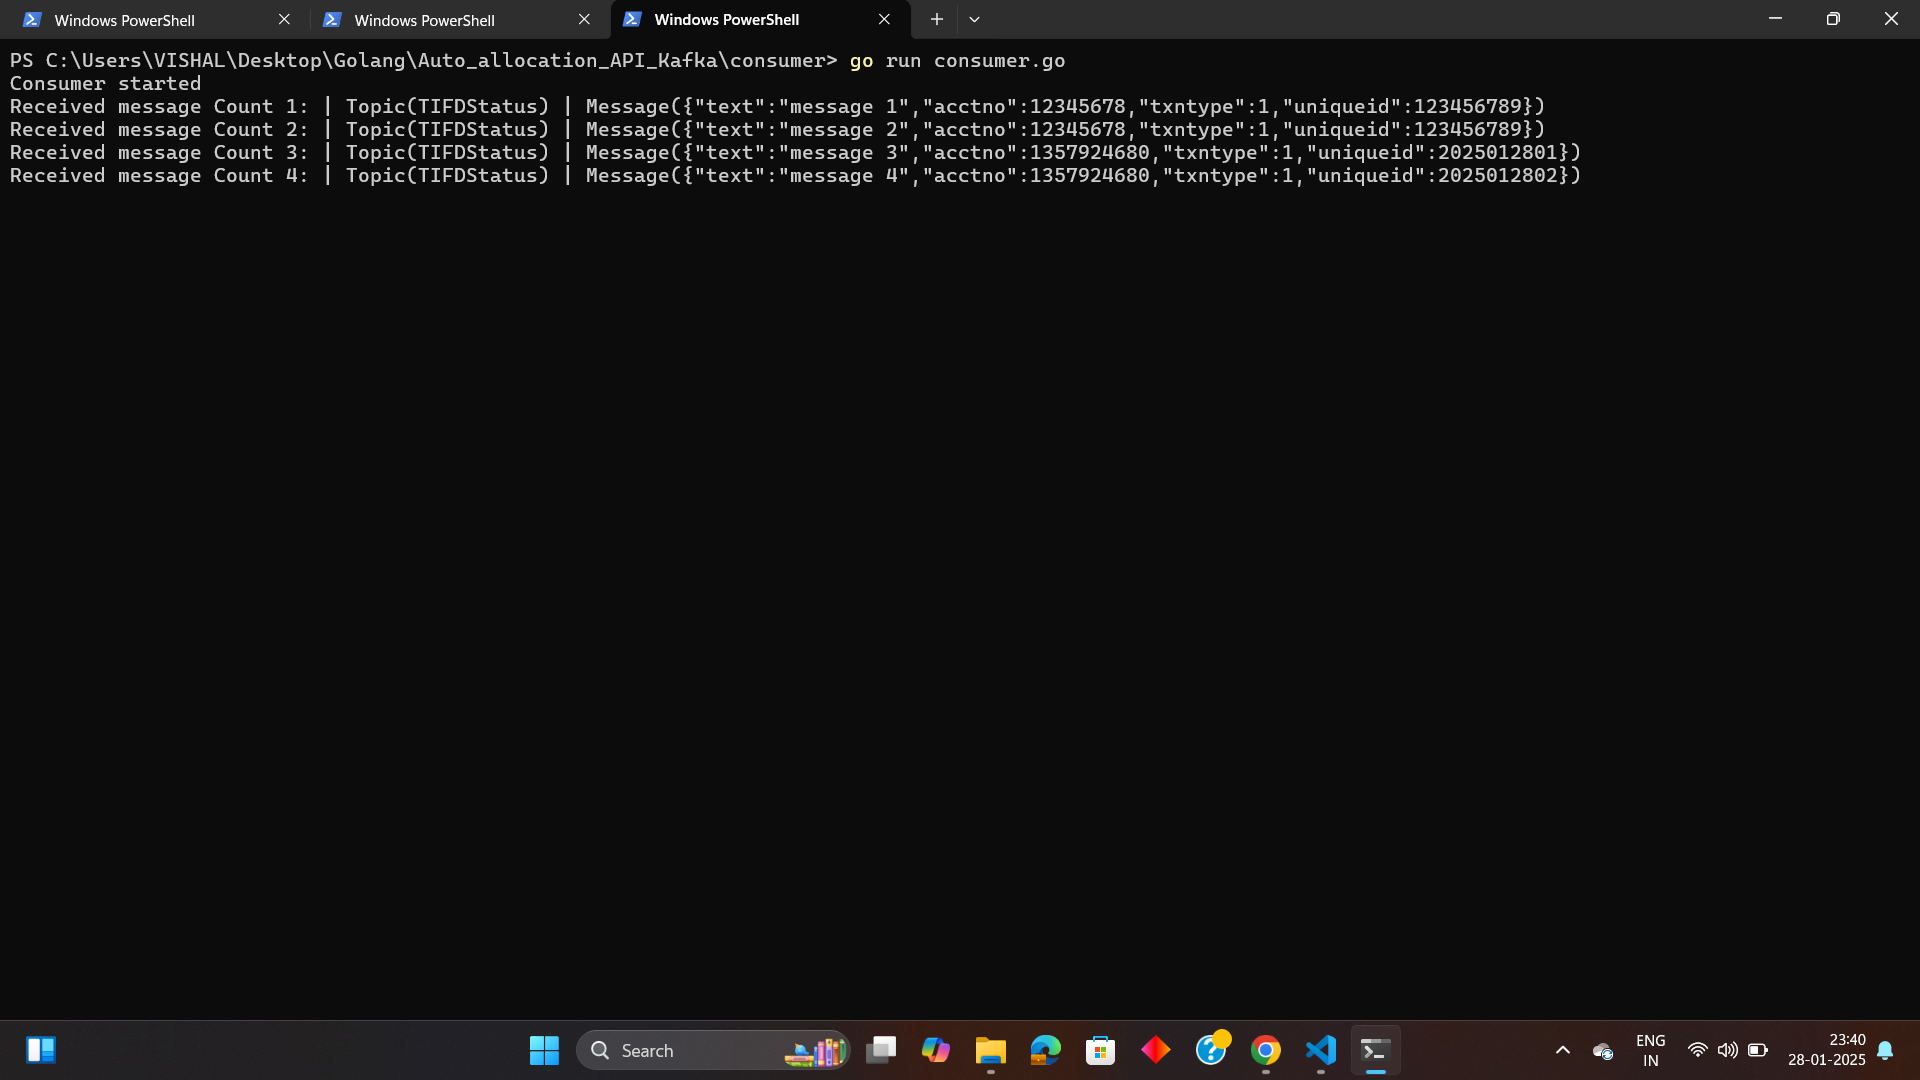 Windows PowerShell
Windows PowerShell
Windows PowerShell
PS C:\Users\VISHAL\Desktop\Golang\Auto_allocation_API_Kafka\consumer> go run consumer.go
Consumer started
Received message Count 1: | Topic(TIFDStatus) | Message({"text":"message 1","acctno":12345678,"txntype":1,"uniqueid":123456789})
Received message Count 2: | Topic(TIFDStatus) | Message({"text":"message 2","acctno":12345678,"txntype":1,"uniqueid":123456789})
Received message Count 3: | Topic(TIFDStatus) | Message({"text":"message 3","acctno":1357924680,"txntype":1,"uniqueid":2025012801})
Received message Count 4: | Topic(TIFDStatus) | Message({"text":"message 4","acctno":1357924680,"txntype":1,"uniqueid":2025012802})
Search
ENG
IN
23:40
28-01-2025